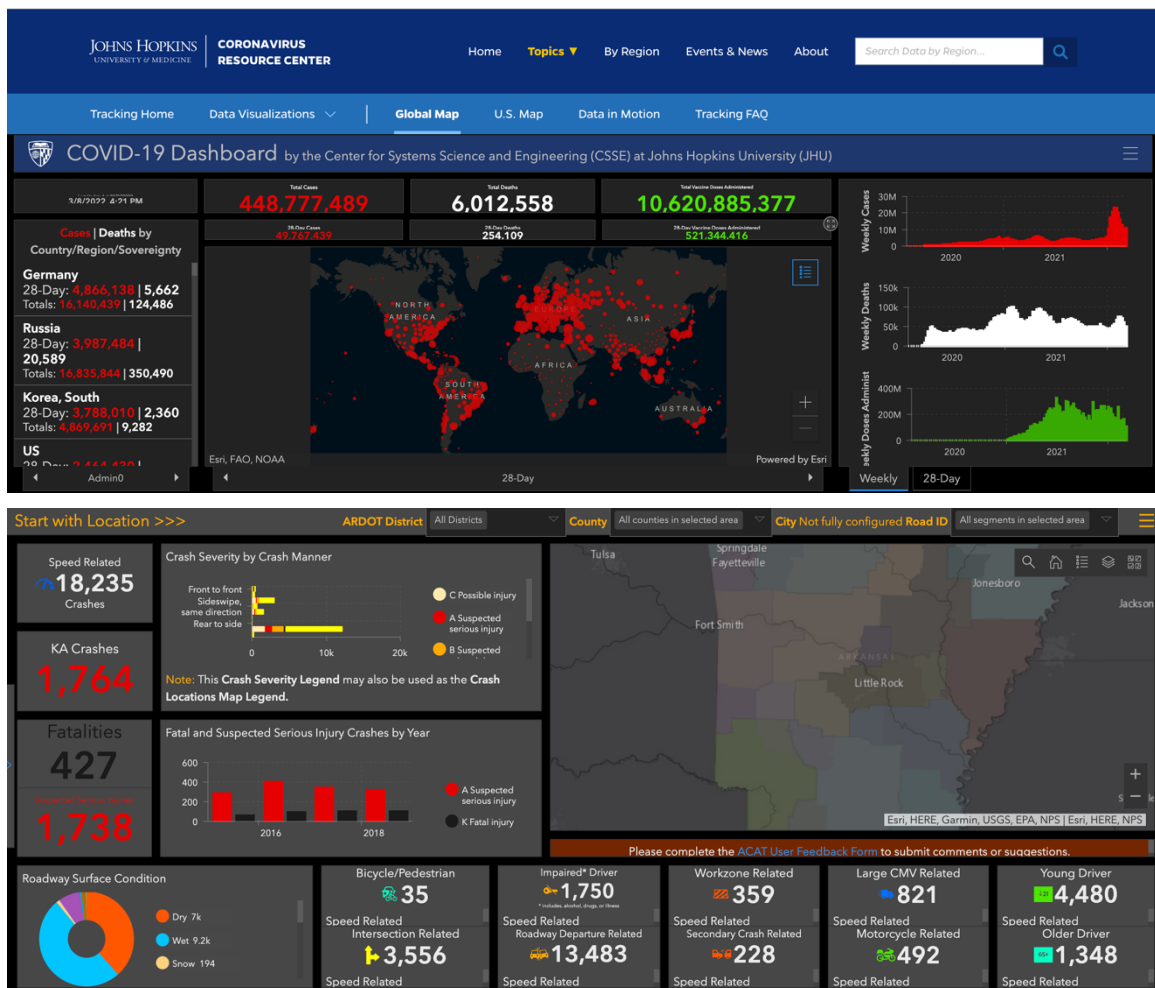 JOHNS HOPKINS
UNIVERSITY & MEDICINE
CORONAVIRUS
RESOURCE CENTER
Home
Topics ▼
By Region
Events & News
About
Search Data by Region...
Tracking Home
Data Visualizations
Global Map
U.S. Map
Data in Motion
Tracking FAQ
COVID-19 Dashboard by the Center for Systems Science and Engineering (CSSE) at Johns Hopkins University (JHU)
3/8/2022 4:21 PM
Total Cases
448,777,489
Total Deaths
6,012,558
Total Vaccine Doses Administered
10,620,885,377
28-Day Cases
49,767,439
28-Day Deaths
254,109
28-Day Vaccine Doses Administered
521,344,416
Cases | Deaths by
Country/Region/Sovereignty
Germany
28-Day: 4,866,138 | 5,662
Totals: 16,140,439 | 124,486
Russia
28-Day: 3,987,484 |
20,589
Totals: 16,835,844 | 350,490
Korea, South
28-Day: 3,788,010 | 2,360
Totals: 4,869,691 | 9,282
US
Admin0
NORTH
AMERICA
EUROPE
ASIA
AFRICA
SOUTH
AMERICA
AUSTRALIA
Esri, FAO, NOAA
Powered by Esri
28-Day
Weekly Cases
30M
20M
10M
0
2020
2021
Weekly Deaths
150k
100k
50k
0
2020
2021
400M
200M
0
2020
2021
Weekly
28-Day
Start with Location >>>
ARDOT District
All Districts
County
All counties in selected area
City Not fully configured Road ID
All segments in selected area
Speed Related
18,235
Crashes
KA Crashes
1,764
Fatalities
427
1,738
Crash Severity by Crash Manner
Front to front
Sideswipe,
same direction
Rear to side
0
10k
20k
C Possible injury
A Suspected
serious injury
B Suspected
Note: This Crash Severity Legend may also be used as the Crash
Locations Map Legend.
Fatal and Suspected Serious Injury Crashes by Year
600
400
200
0
2016
2018
A Suspected
serious injury
K Fatal injury
Tulsa
Springdale
Fayetteville
Jonesboro
Jackson
Fort Smith
ARKANSAS
Little Rock
Esri, HERE, Garmin, USGS, EPA, NPS | Esri, HERE, NPS
Please complete the ACAT User Feedback Form to submit comments or suggestions.
Roadway Surface Condition
Dry 7k
Wet 9.2k
Snow 194
Bicycle/Pedestrian
35
Speed Related
Impaired* Driver
1,750
* Includes, alcohol, drugs, or illness
Speed Related
Workzone Related
359
Speed Related
Large CMV Related
821
Speed Related
Young Driver
4,480
Speed Related
Intersection Related
3,556
Speed Related
Roadway Departure Related
13,483
Speed Related
Secondary Crash Related
228
Speed Related
Motorcycle Related
492
Speed Related
Older Driver
65+
1,348
Speed Related